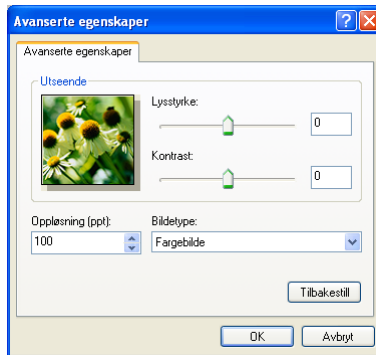 Avanserte egenskaper
Avanserte egenskaper
Utseende
Lysstyrke:
0
Kontrast:
0
Oppløsning (ppt):
Bildetype:
100
Fargebilde
Tilbakestill
OK
Avbryt